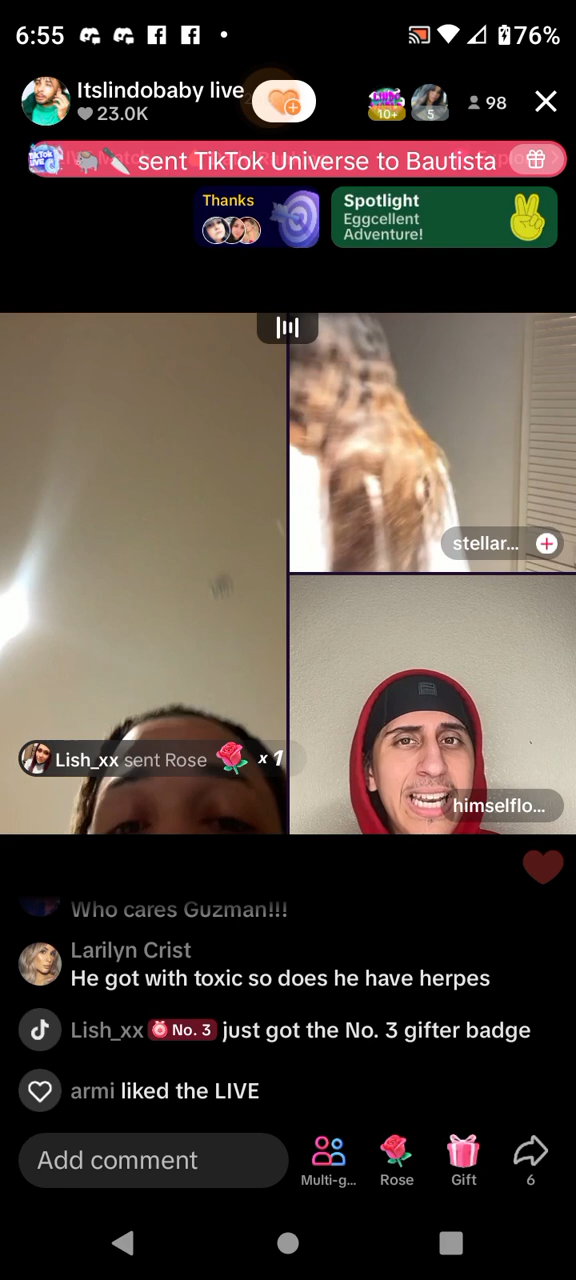 6:55
76%
Itslindobaby live
23.0K
10+
5
98
sent TikTok Universe to Bautista
Thanks
Spotlight
Eggcellent
Adventure!
stellar...
Lish_xx sent Rose x 1
himselflo...
Who cares Guzman!!!
Larilyn Crist
He got with toxic so does he have herpes
Lish_xx No. 3 just got the No. 3 gifter badge
armi liked the LIVE
Add comment
Multi-g...
Rose
Gift
6